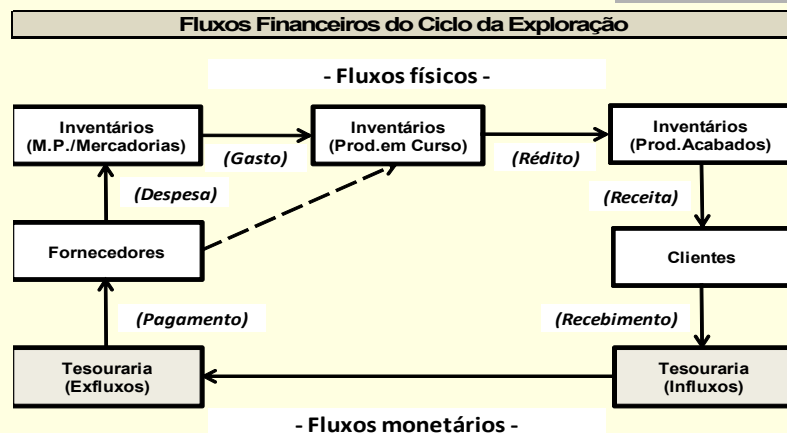 Fluxos Financeiros do Ciclo da Exploração
- Fluxos físicos -
Inventários
(M.P./Mercadorias)
(Gasto)
Inventários
(Prod.em Curso)
(Rédito)
Inventários
(Prod.Acabados)
(Despesa)
(Receita)
Fornecedores
Clientes
(Pagamento)
(Recebimento)
Tesouraria
(Exfluxos)
Tesouraria
(Influxos)
- Fluxos monetários -